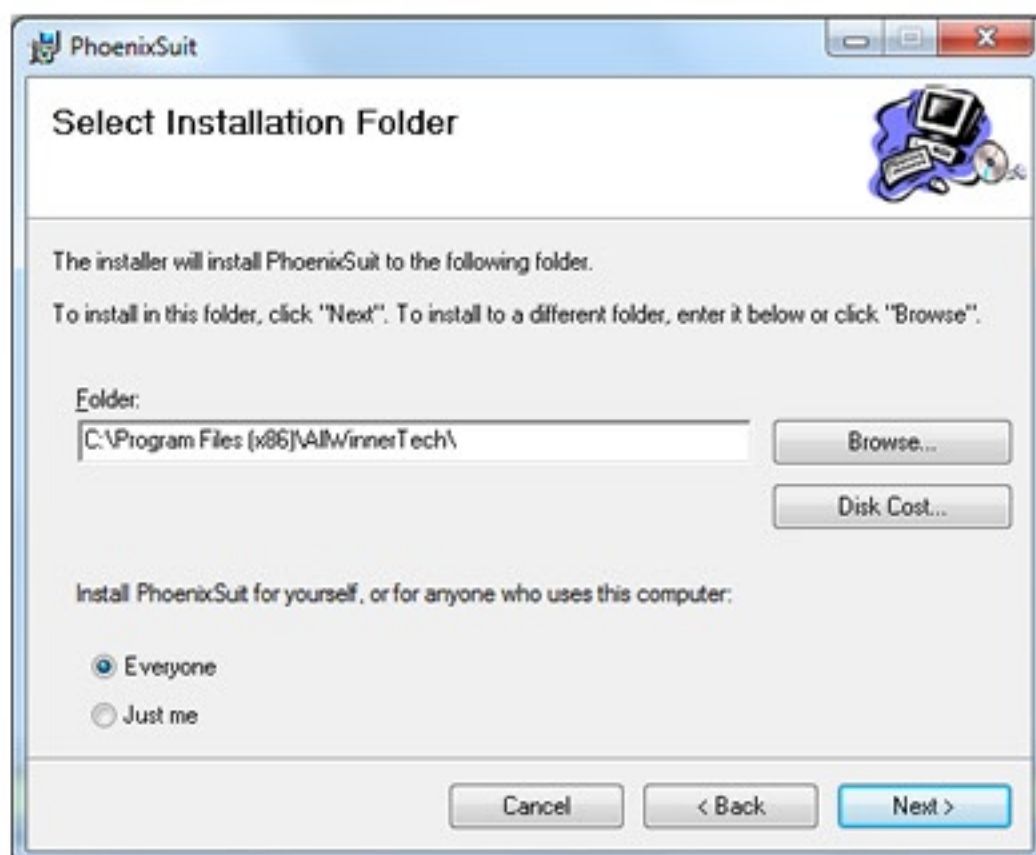 PhoenixSuit
Select Installation Folder
The installer will install PhoenixSuit to the following folder.
To install in this folder, click "Next". To install to a different folder, enter it below or click "Browse".
Folder:
C:\Program Files (x86)\AllWinnerTech\
Browse...
Disk Cost...
Install PhoenixSuit for yourself, or for anyone who uses this computer:
Everyone
Just me
Cancel
< Back
Next >